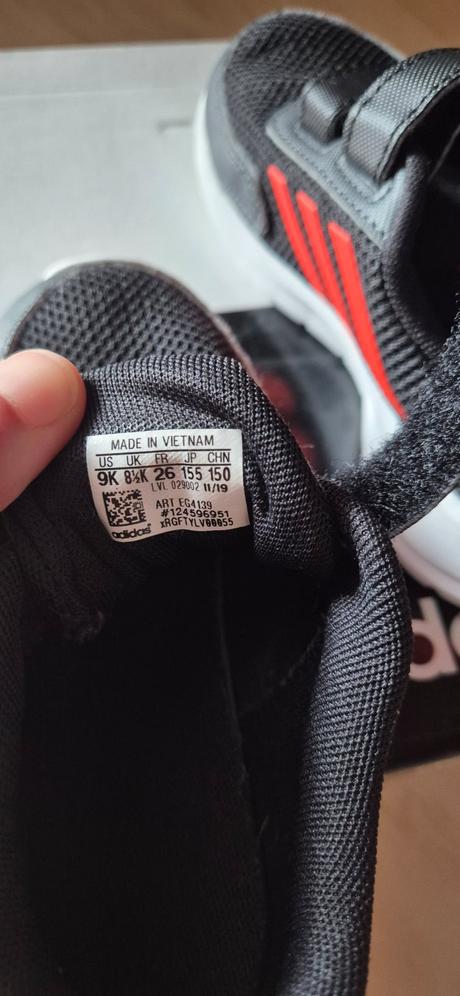 MADE IN VIETNAM
US UK FR JP CHN
9K 8½K 26 155 150
LVL 029002 11/19
ART EG4139
#124596951
xRGFTYLV00055
adidas